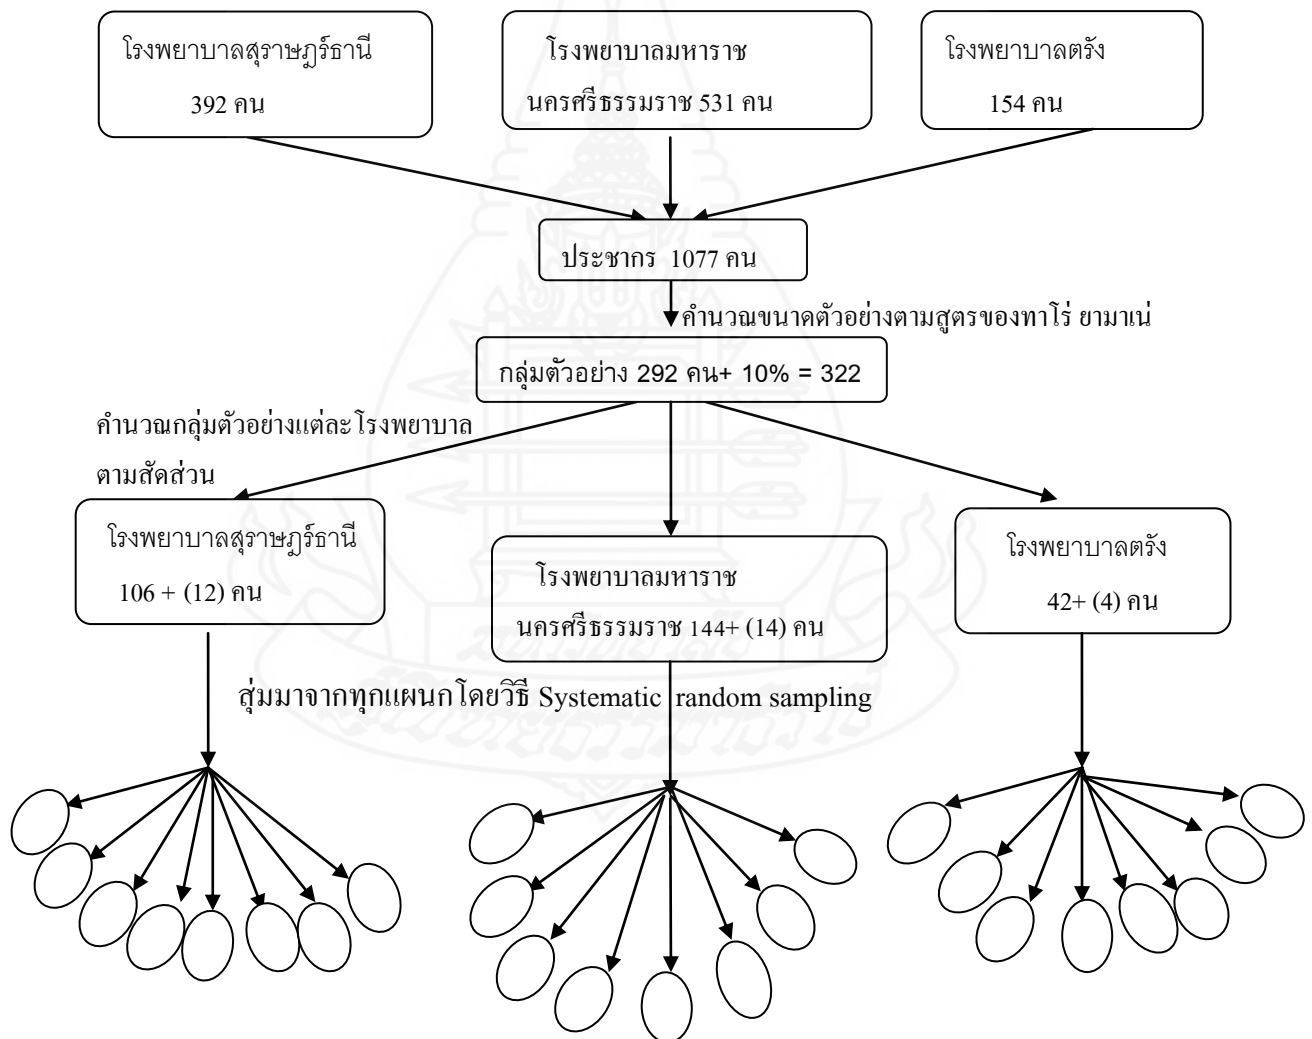 โรงพยาบาลสุราษฎร์ธานี
392 คน
โรงพยาบาลมหาราช
นครศรีธรรมราช 531 คน
โรงพยาบาลตรัง
154 คน
ประชากร 1077 คน
คำนวณขนาดตัวอย่างตามสูตรของทาโร่ ยามาเน่
กลุ่มตัวอย่าง 292 คน+ 10% = 322
คำนวณกลุ่มตัวอย่างแต่ละโรงพยาบาล
ตามสัดส่วน
โรงพยาบาลสุราษฎร์ธานี
106 + (12) คน
โรงพยาบาลมหาราช
นครศรีธรรมราช 144+ (14) คน
โรงพยาบาลตรัง
42+ (4) คน
สุ่มมาจากทุกแผนกโดยวิธี Systematic random sampling